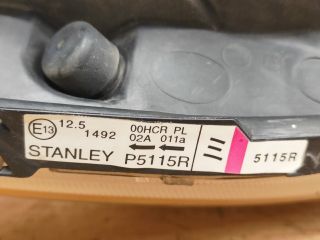 E13 12.5 1492 00HCR PL
02A 011a
STANLEY P5115R
5115R